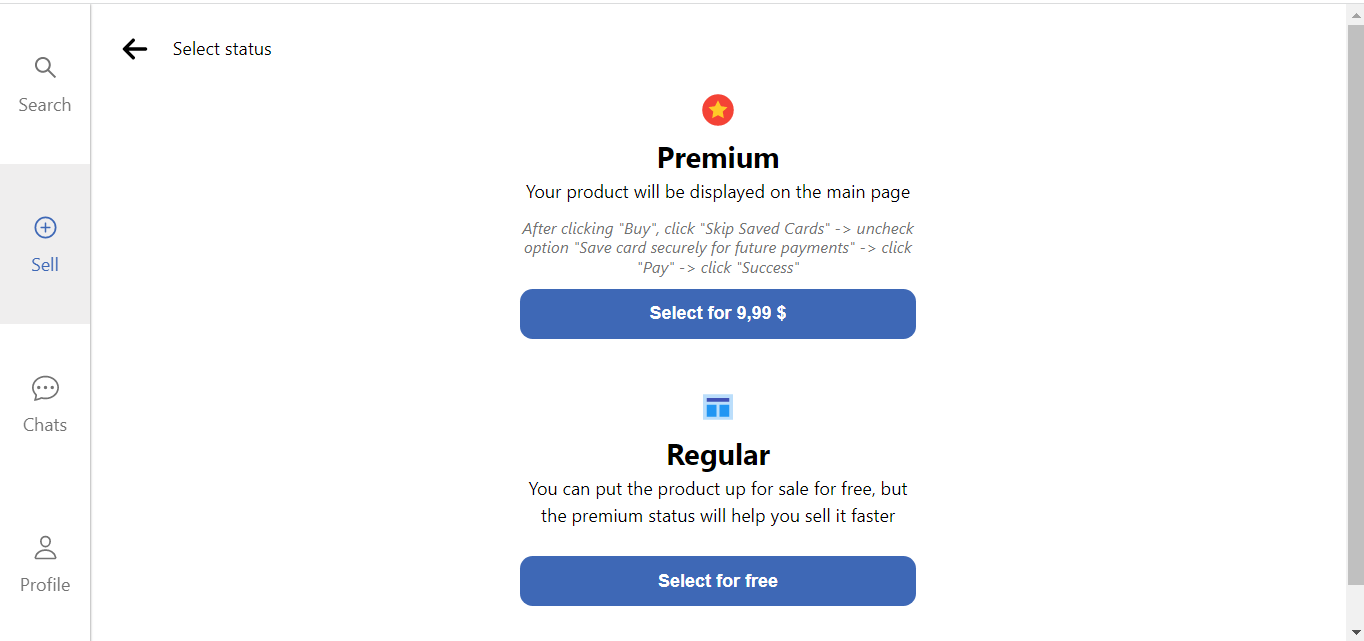 Select status
Search
Sell
Chats
Profile
Premium
Your product will be displayed on the main page
After clicking "Buy", click "Skip Saved Cards" -> uncheck
option "Save card securely for future payments" -> click
"Pay" -> click "Success"
Select for 9,99 $
Regular
You can put the product up for sale for free, but
the premium status will help you sell it faster
Select for free